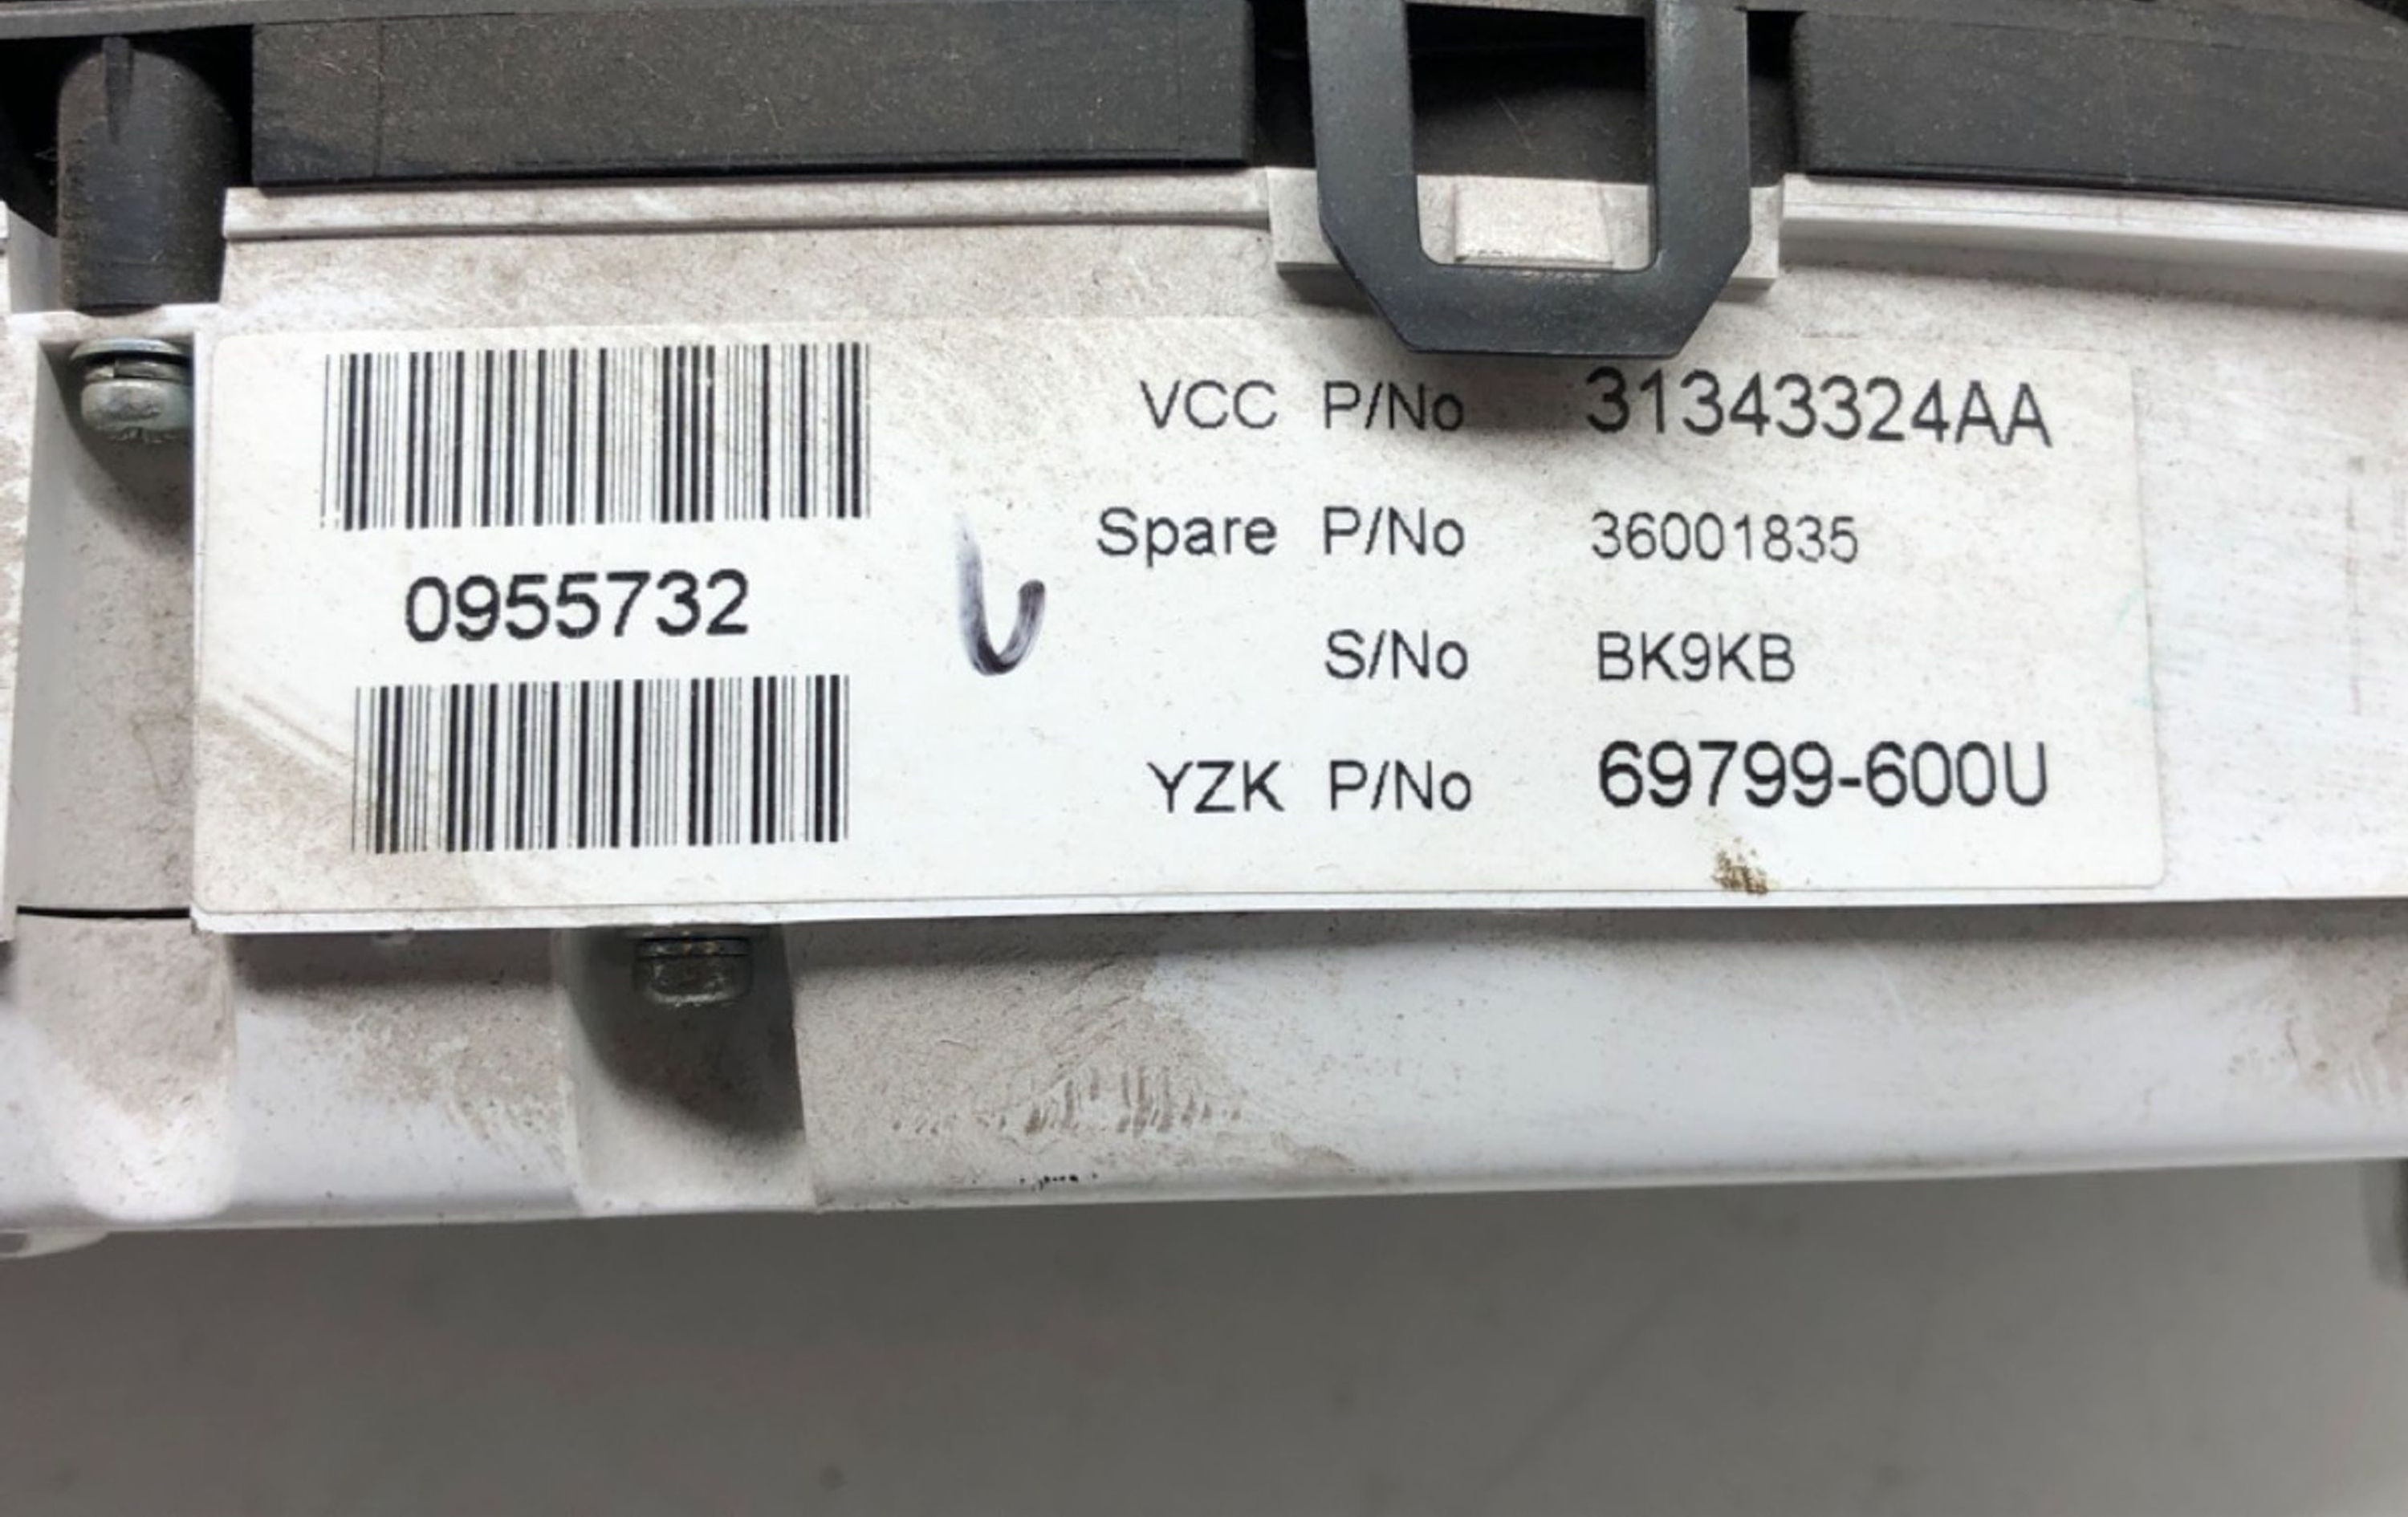 0955732
VCC P/No 31343324AA
Spare P/No 36001835
S/No BK9KB
YZK P/No 69799-600U